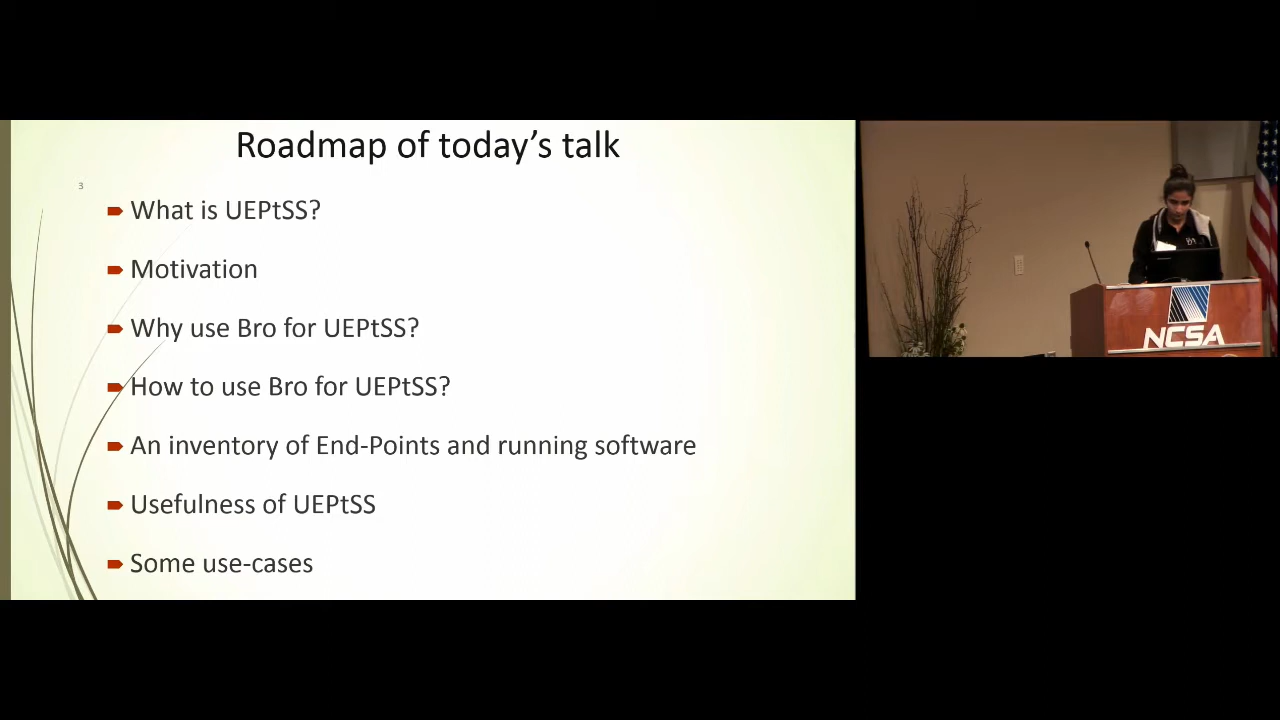 Roadmap of today's talk
3
What is UEPtSS?
Motivation
Why use Bro for UEPtSS?
How to use Bro for UEPtSS?
An inventory of End-Points and running software
Usefulness of UEPtSS
Some use-cases
NCSA